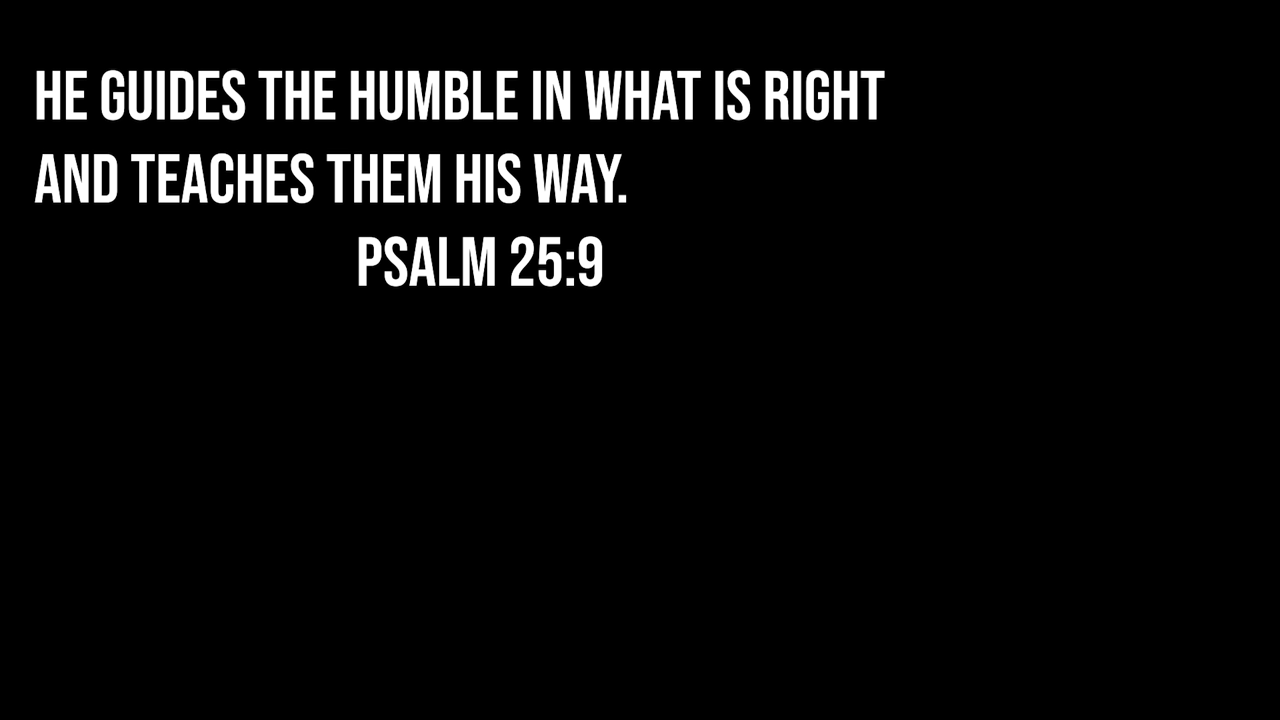 HE GUIDES THE HUMBLE IN WHAT IS RIGHT
AND TEACHES THEM HIS WAY.
PSALM 25:9